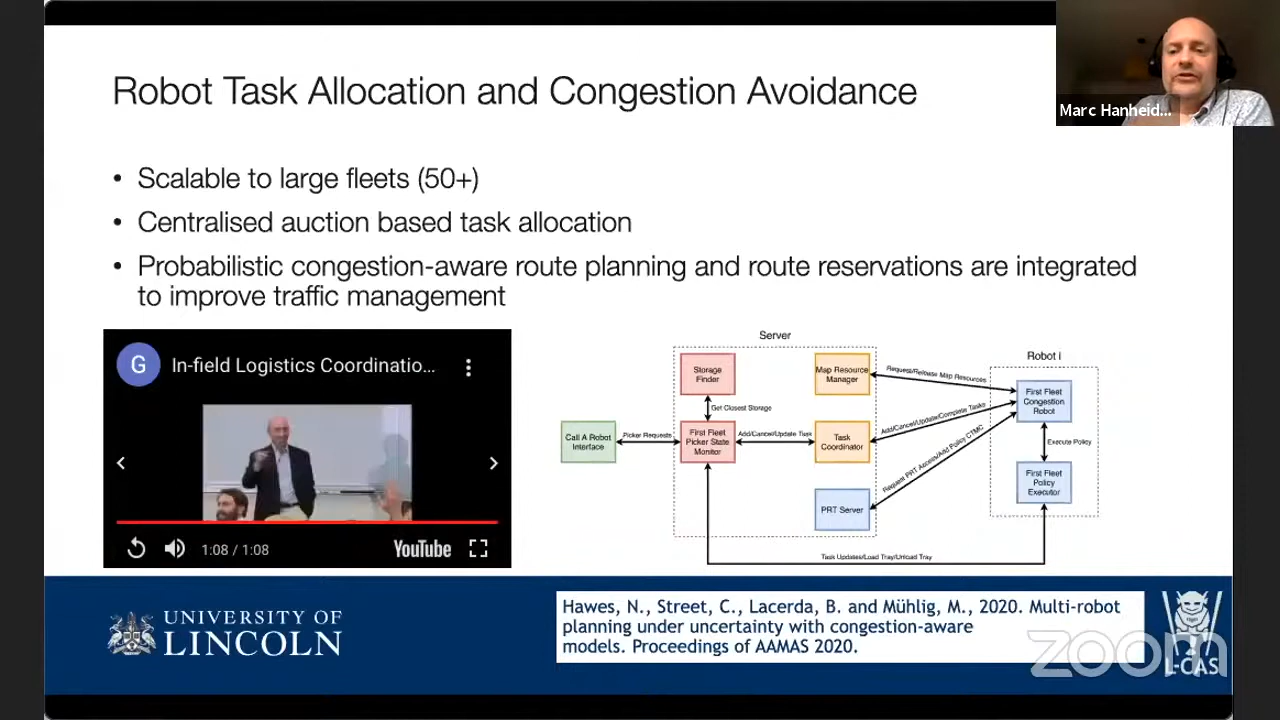 Robot Task Allocation and Congestion Avoidance
Marc Hanheid...
• Scalable to large fleets (50+)
• Centralised auction based task allocation
• Probabilistic congestion-aware route planning and route reservations are integrated
to improve traffic management
G
In-field Logistics Coordinatio...
1:08 / 1:08
YouTube
Server
Robot i
Storage
Finder
Map Resource
Manager
Request/Release Map Resources
First Fleet
Congestion
Robot
Get Closest Storage
Call A Robot
Interface
Picker Requests
First Fleet
Picker State
Monitor
Add/Cancel/Update Task
Task
Coordinator
Add/Cancel/Update/Complete Tasks
Execute Policy
Request PRT Access/Add Policy CTMC
PRT Server
First Fleet
Policy
Executor
Task Updates/Load Tray/Unload Tray
UNIVERSITY OF
LINCOLN
Hawes, N., Street, C., Lacerda, B. and Mühlig, M., 2020. Multi-robot
planning under uncertainty with congestion-aware
models. Proceedings of AAMAS 2020.
zoom
L-CAS